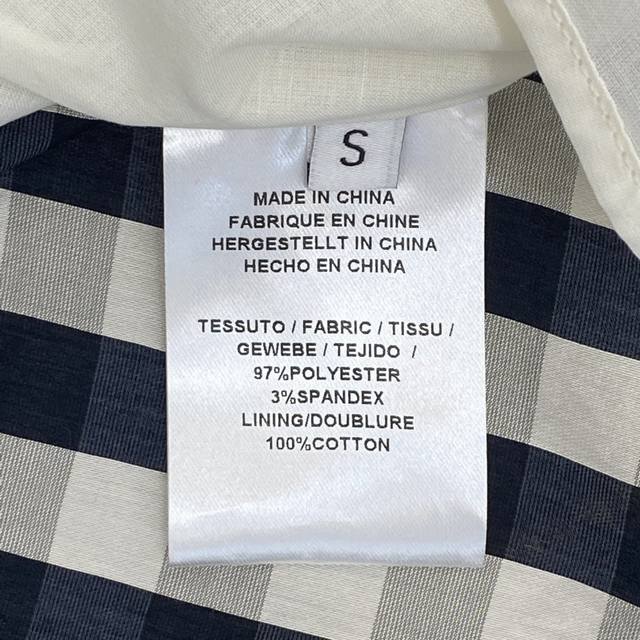 S
MADE IN CHINA
FABRIQUE EN CHINE
HERGESTELLT IN CHINA
HECHO EN CHINA
TESSUTO / FABRIC / TISSU /
GEWEBE / TEJIDO /
97%POLYESTER
3%SPANDEX
LINING/DOUBLURE
100%COTTON